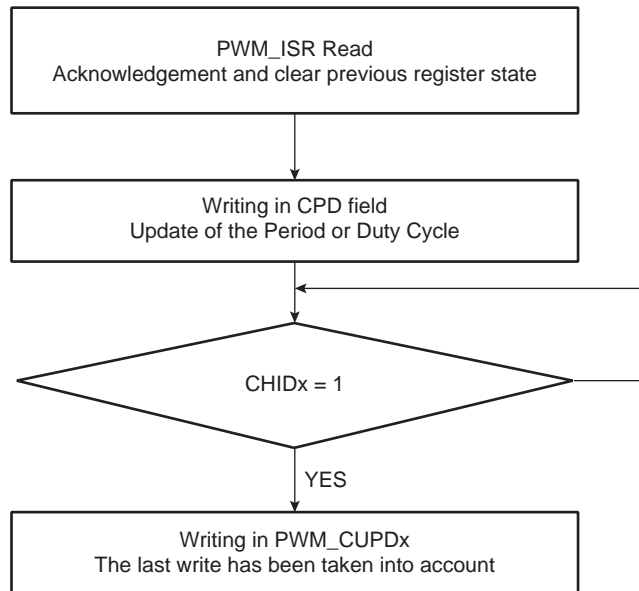 PWM_ISR Read
Acknowledgement and clear previous register state
Writing in CPD field
Update of the Period or Duty Cycle
CHIDx = 1
YES
Writing in PWM_CUPDx
The last write has been taken into account